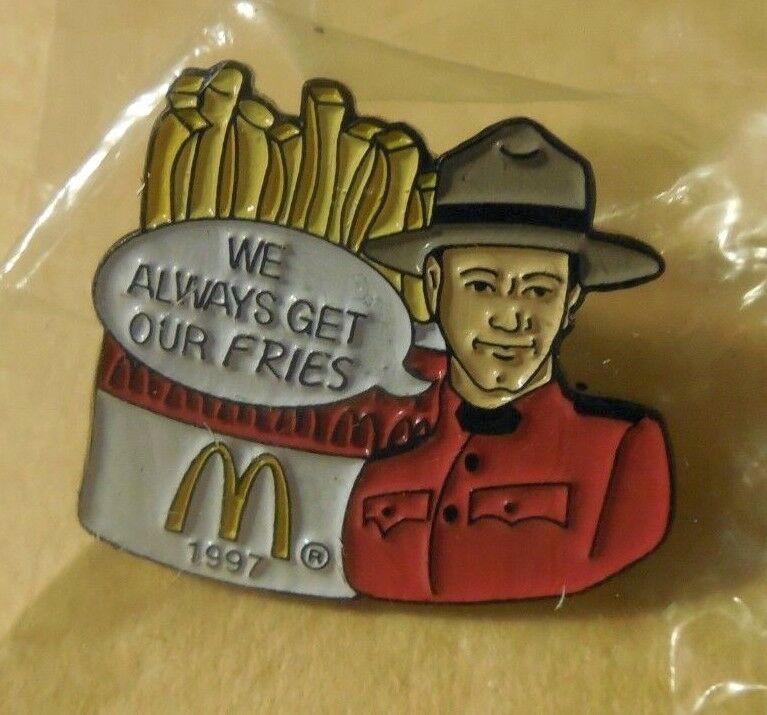 WE
ALWAYS GET
OUR FRIES
M
1997 ®